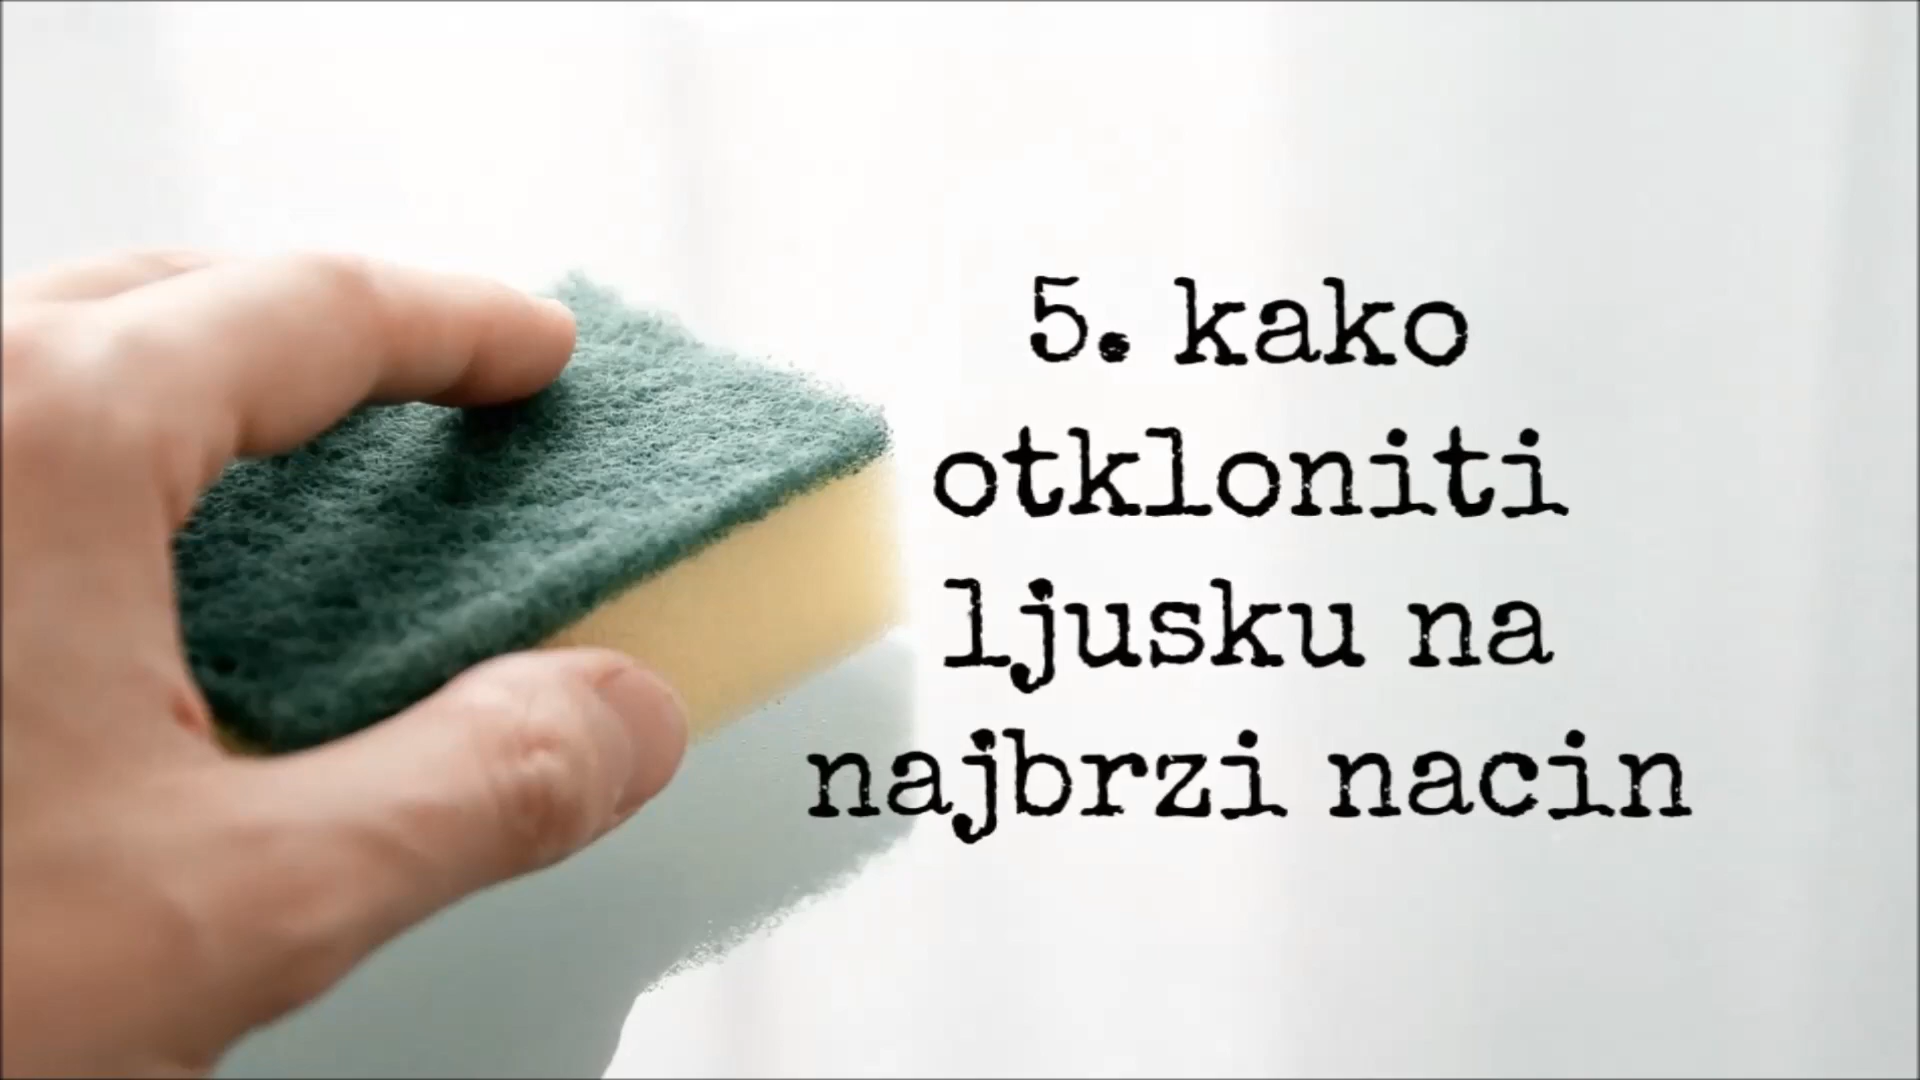 5. kako
otkloniti
ljusku na
najbrzi nacin